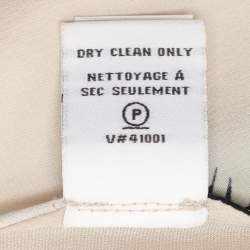 DRY CLEAN ONLY
NETTOYAGE Á
SEC SEULEMENT
P
V#41001